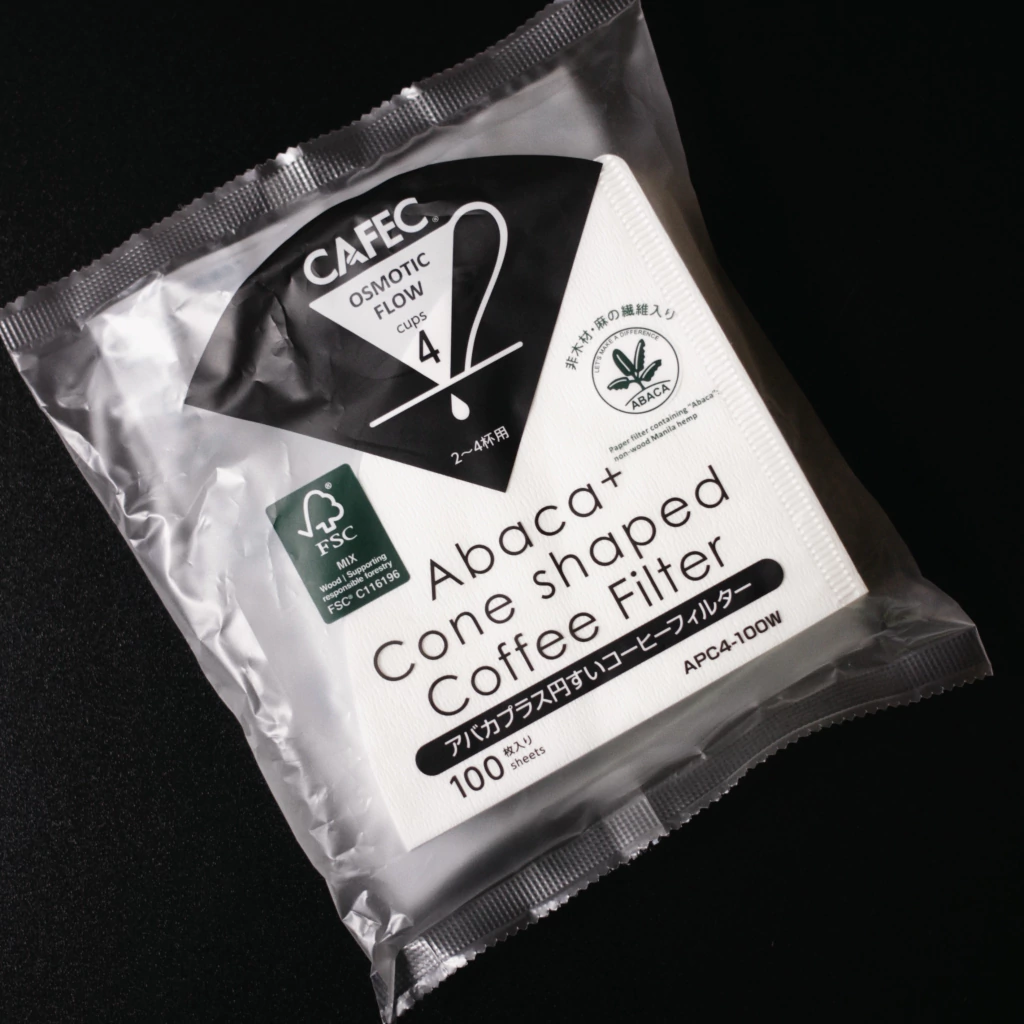 CAFEC®
OSMOTIC
FLOW
cups
4
2〜4杯用
非木材・麻の繊維入り
LET'S MAKE A DIFFERENCE
ABACA
Paper filter containing "Abaca":
non-wood Manila hemp
FSC®
MIX
Wood | Supporting
responsible forestry
FSC® C116196
Abaca+
Cone shaped
Coffee Filter
アバカプラス円すいコーヒーフィルター
100 枚入り sheets
APC4-100W